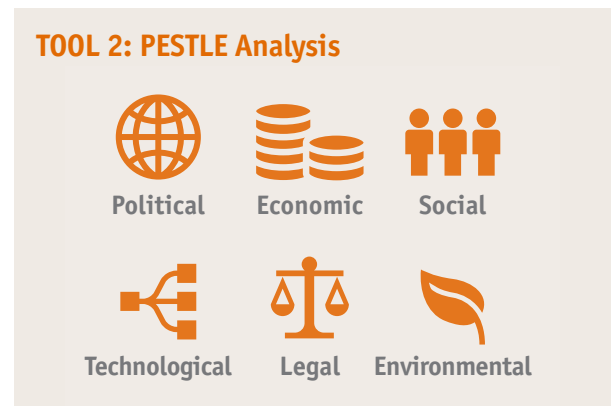 TOOL 2: PESTLE Analysis
Political Economic Social
Technological Legal Environmental